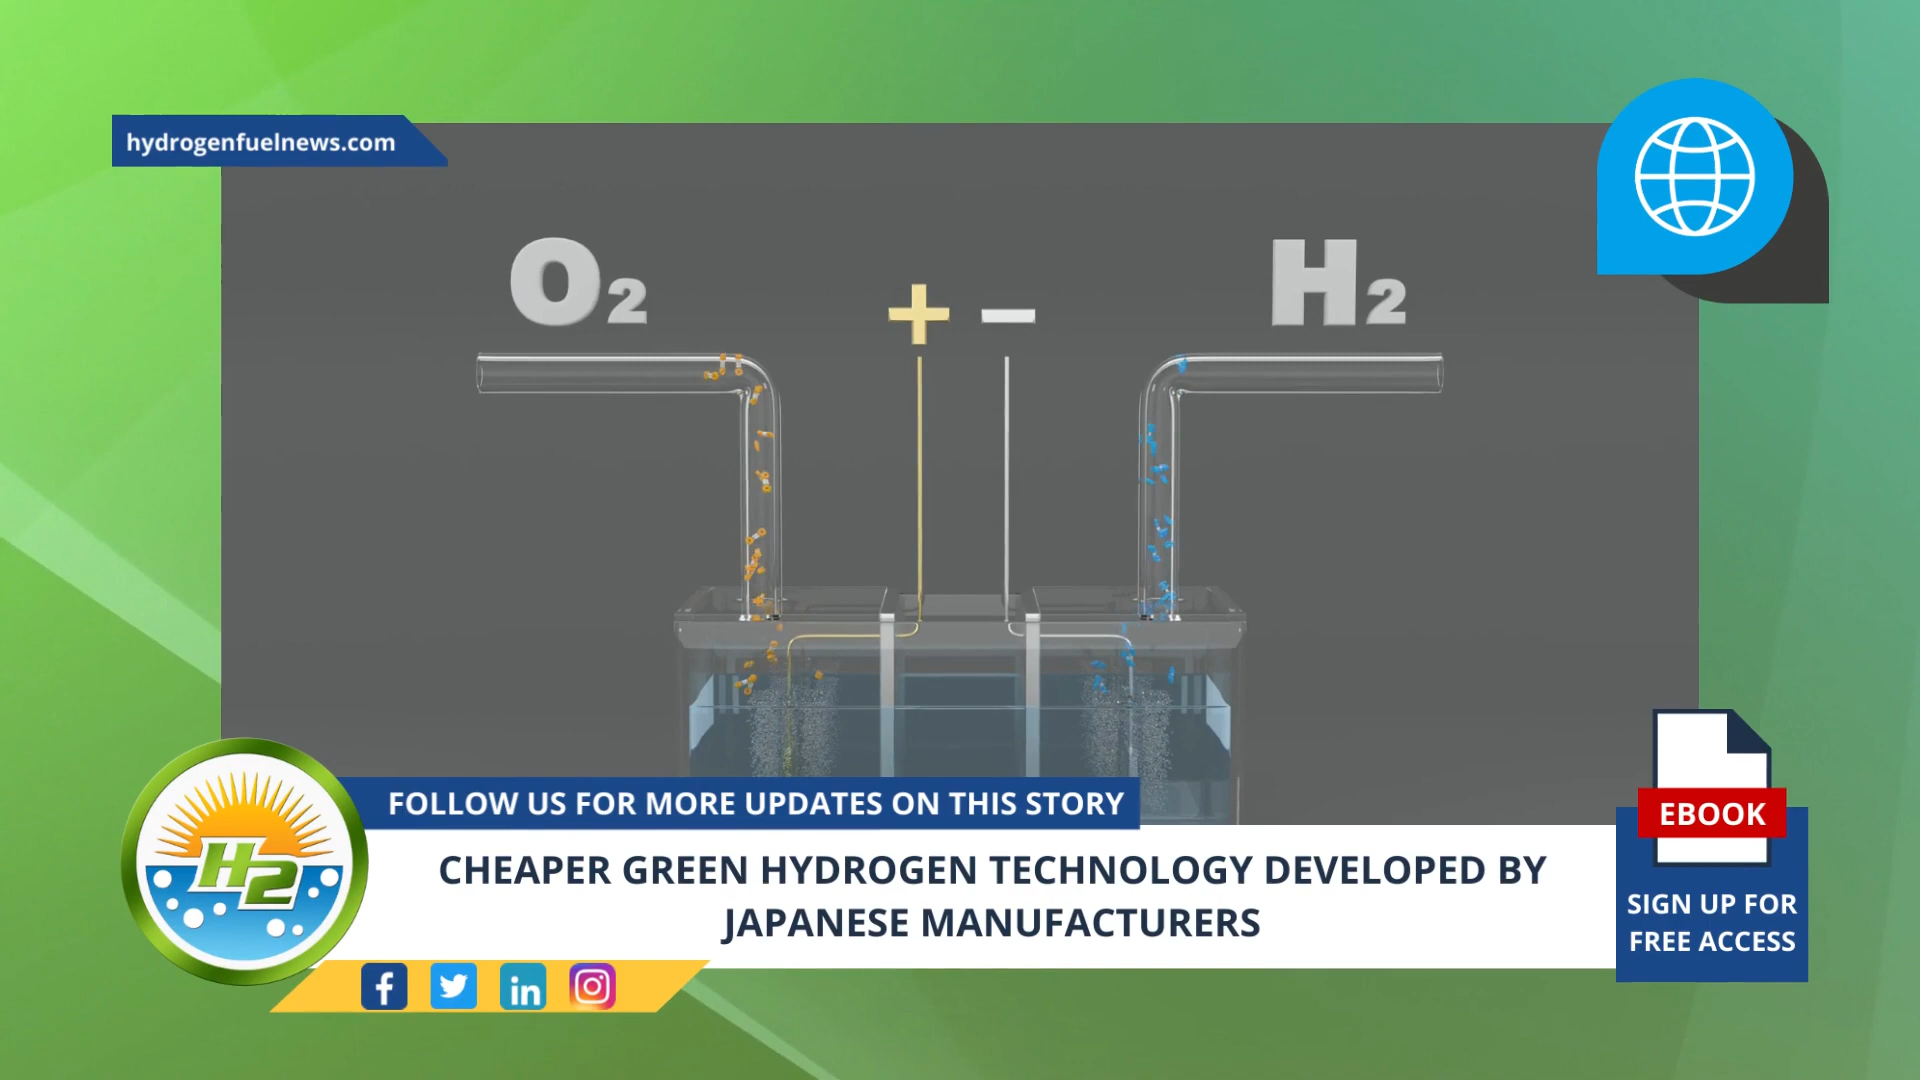 hydrogenfuelnews.com
O2
+ −
H2
FOLLOW US FOR MORE UPDATES ON THIS STORY
CHEAPER GREEN HYDROGEN TECHNOLOGY DEVELOPED BY
JAPANESE MANUFACTURERS
H2
f
in
EBOOK
SIGN UP FOR
FREE ACCESS